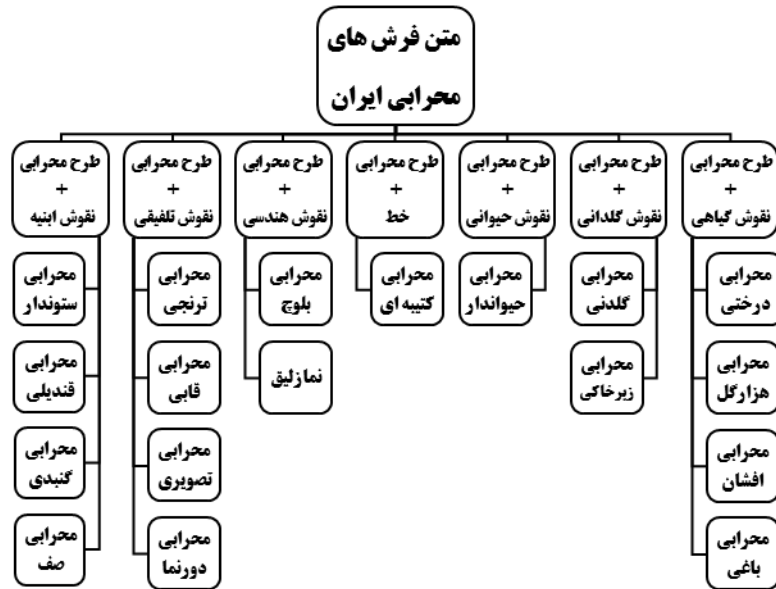 متن فرش های
محرابی ایران
طرح محرابی
+
نقوش گیاهی
محرابی
درختی
محرابی
هزارگل
محرابی
افشان
محرابی
باغی
طرح محرابی
+
نقوش گلدانی
محرابی
گلدنی
محرابی
زیرخاکی
طرح محرابی
+
نقوش حیوانی
محرابی
حیواندار
طرح محرابی
+
خط
محرابی
کتیبه ای
طرح محرابی
+
نقوش هندسی
محرابی
بلوچ
نمازلیق
طرح محرابی
+
نقوش تلفیقی
محرابی
ترنجی
محرابی
قابی
محرابی
تصویری
محرابی
دورنما
طرح محرابی
+
نقوش ابنیه
محرابی
ستوندار
محرابی
قندیلی
محرابی
گنبدی
محرابی
صف